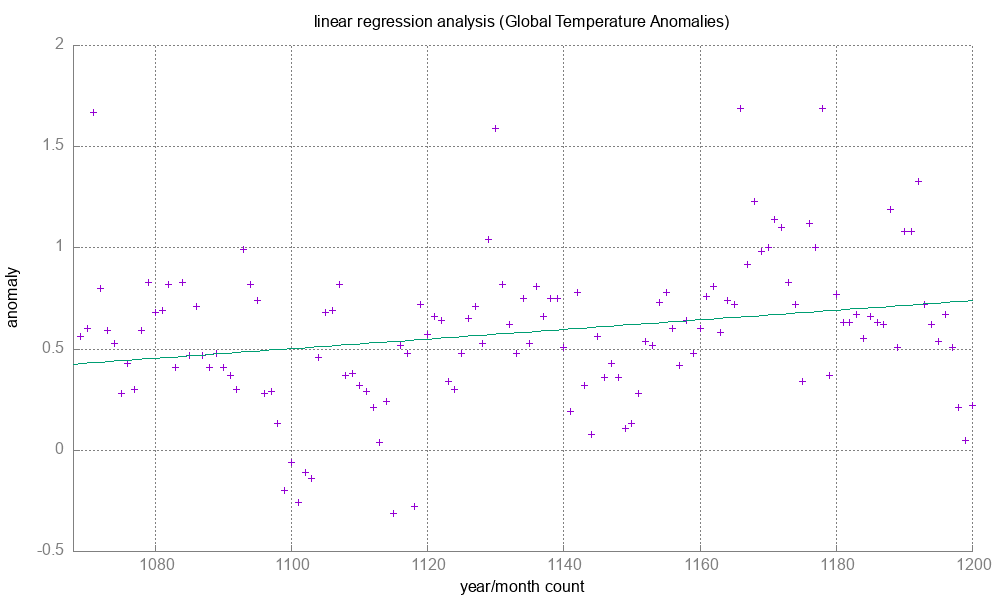 linear regression analysis (Global Temperature Anomalies)
2
1.5
1
0.5
0
-0.5
anomaly
1080 1100 1120 1140 1160 1180 1200
year/month count